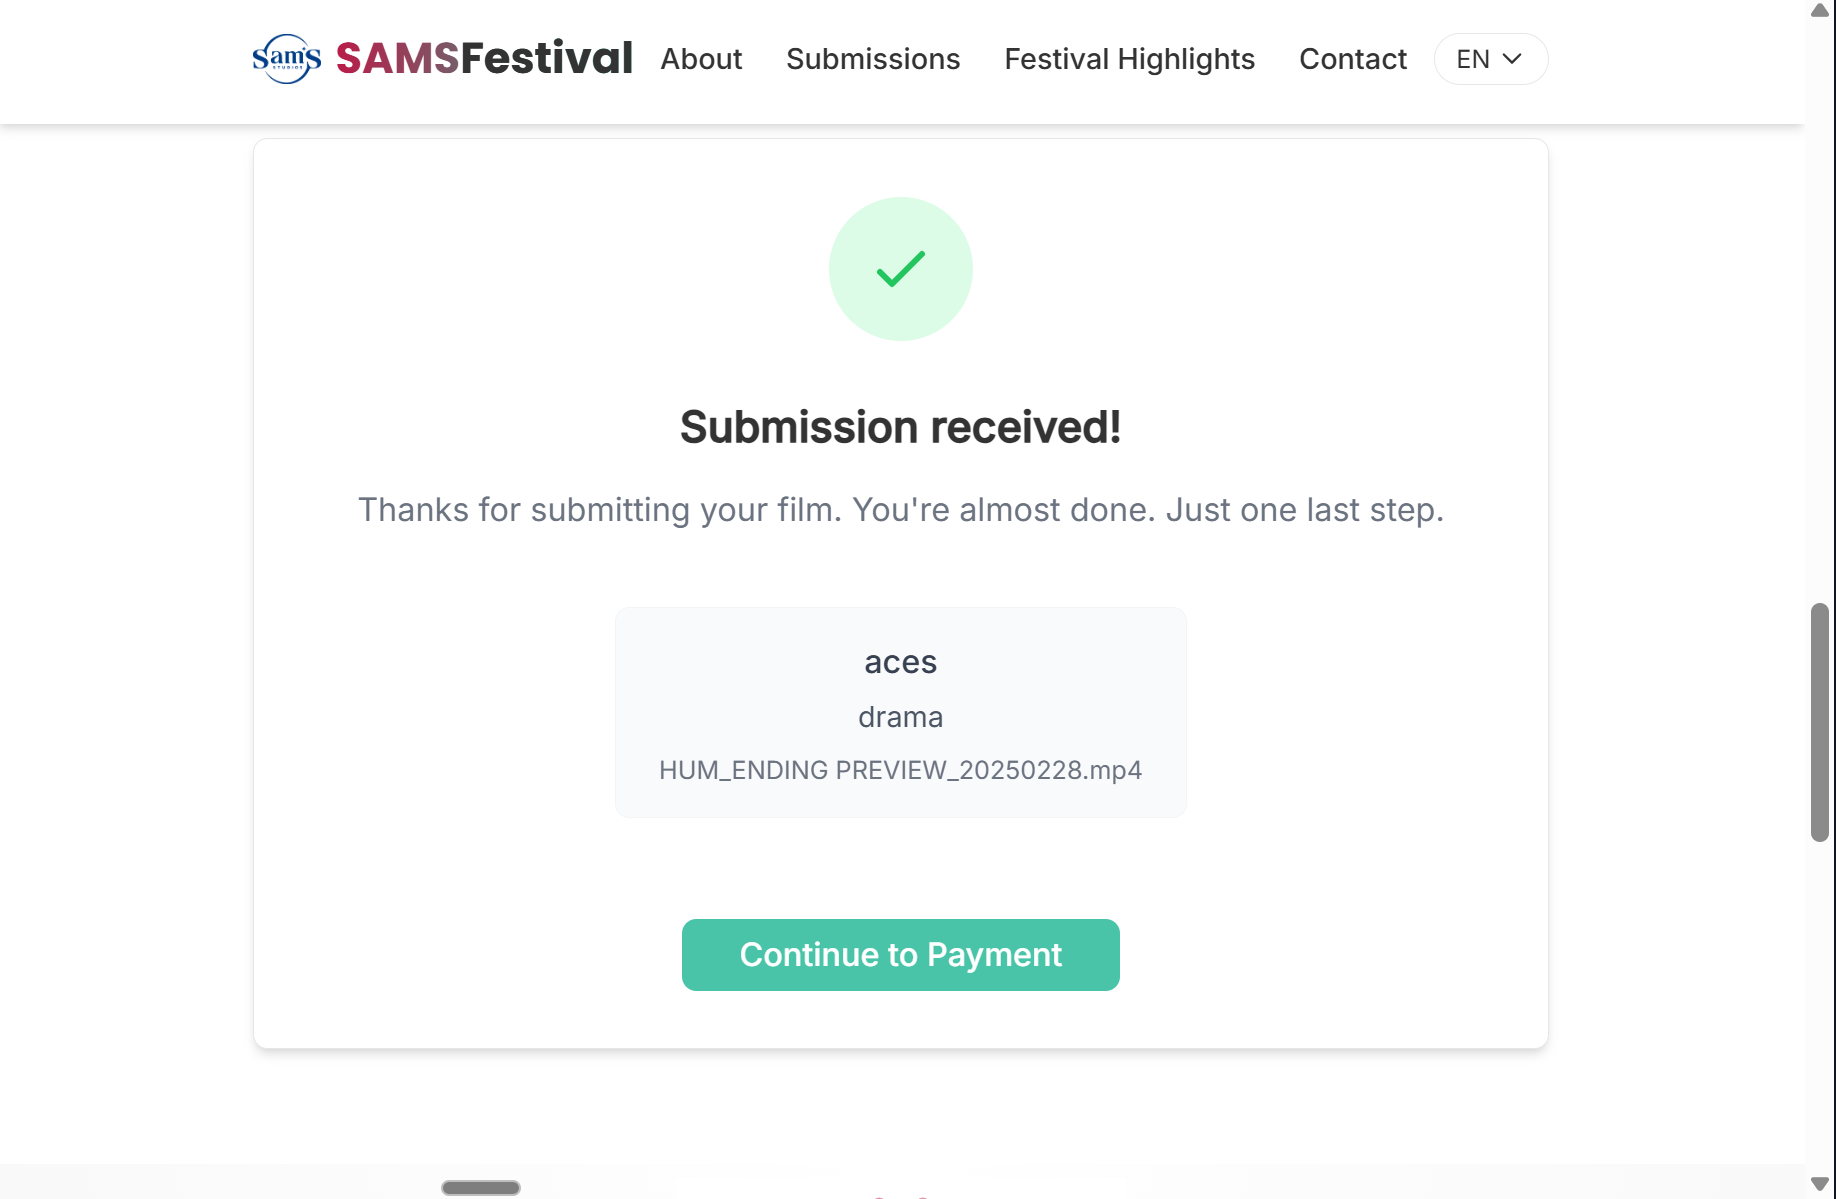 Sam's
STUDIOS
SAMSFestival
About
Submissions
Festival Highlights
Contact
EN
Submission received!
Thanks for submitting your film. You're almost done. Just one last step.
aces
drama
HUM_ENDING PREVIEW_20250228.mp4
Continue to Payment